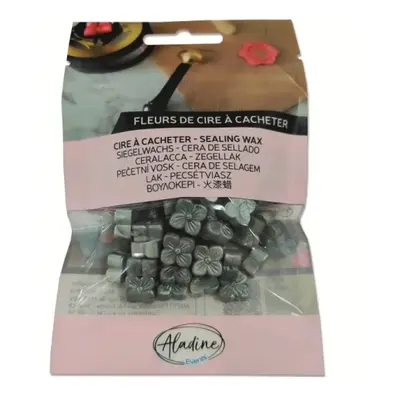 FLEURS DE CIRE À CACHETER
CIRE À CACHETER - SEALING WAX
SIEGELWACHS - CERA DE SELLADO
CERALACCA - ZEGELLAK
PEČETNÍ VOSK - CERA DE SELAGEM
LAK - PECSÉTVIASZ
ΒΟΥΛΟΚΕΡΙ - 火漆蜡
Aladine
Events